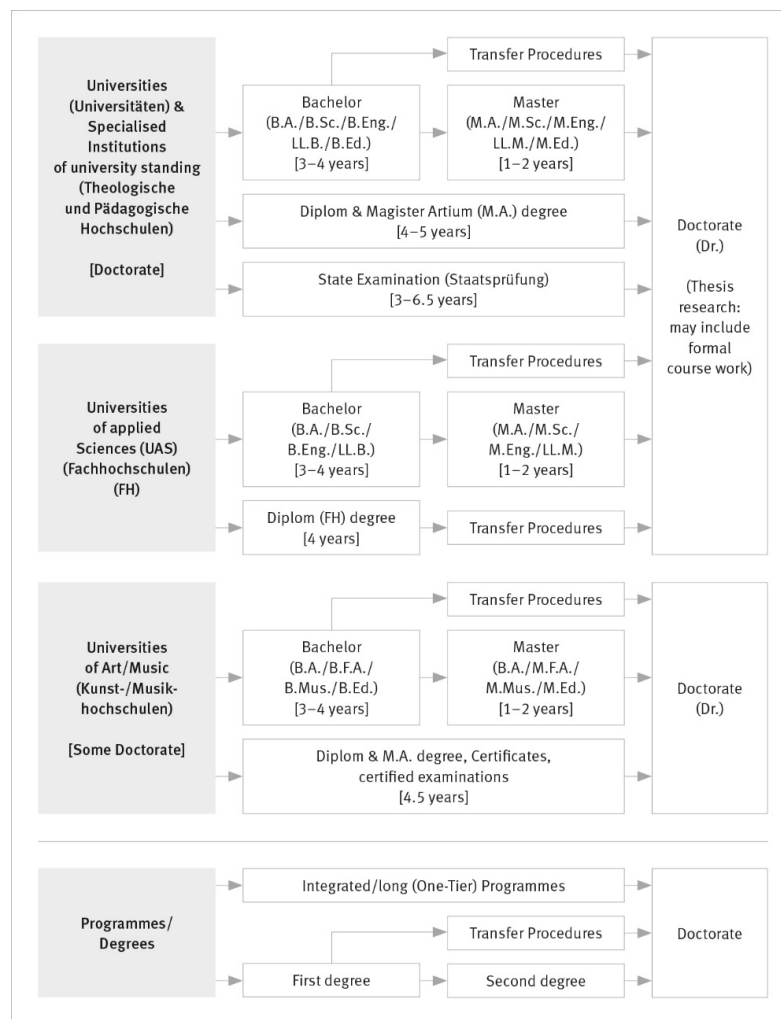 Universities
(Universitäten) &
Specialised
Institutions
of university standing
(Theologische
und Pädagogische
Hochschulen)
[Doctorate]
Transfer Procedures
Bachelor
(B.A./B.Sc./B.Eng./
LL.B./B.Ed.)
[3–4 years]
Master
(M.A./M.Sc./M.Eng./
LL.M./M.Ed.)
[1–2 years]
Diplom & Magister Artium (M.A.) degree
[4–5 years]
State Examination (Staatsprüfung)
[3–6.5 years]
Doctorate
(Dr.)
(Thesis
research:
may include
formal
course work)
Universities
of applied
Sciences (UAS)
(Fachhochschulen)
(FH)
Transfer Procedures
Bachelor
(B.A./B.Sc./
B.Eng./LL.B.)
[3–4 years]
Master
(M.A./M.Sc./
M.Eng./LL.M.)
[1–2 years]
Diplom (FH) degree
[4 years]
Transfer Procedures
Universities
of Art/Music
(Kunst-/Musik-
hochschulen)
[Some Doctorate]
Transfer Procedures
Bachelor
(B.A./B.F.A./
B.Mus./B.Ed.)
[3–4 years]
Master
(B.A./M.F.A./
M.Mus./M.Ed.)
[1–2 years]
Diplom & M.A. degree, Certificates,
certified examinations
[4.5 years]
Doctorate
(Dr.)
Programmes/
Degrees
Integrated/long (One-Tier) Programmes
Transfer Procedures
First degree
Second degree
Doctorate